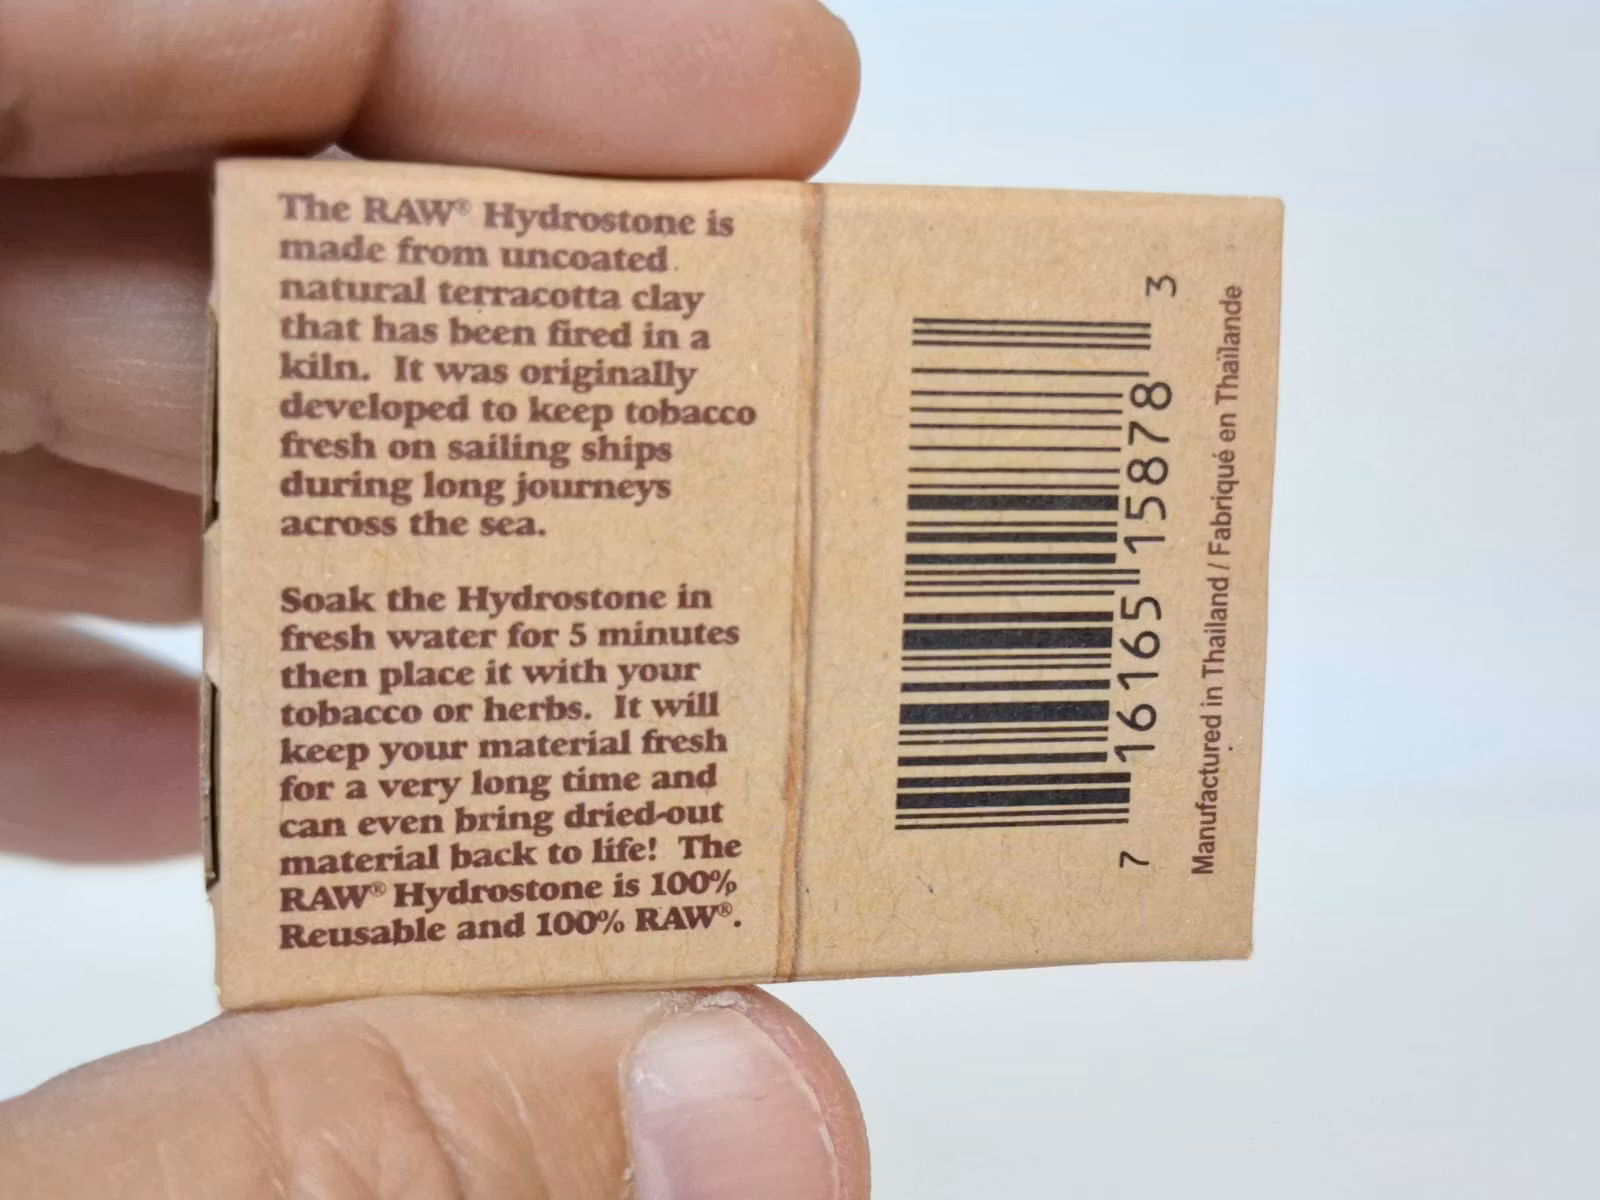 The RAW® Hydrostone is
made from uncoated
natural terracotta clay
that has been fired in a
kiln.  It was originally
developed to keep tobacco
fresh on sailing ships
during long journeys
across the sea.
Soak the Hydrostone in
fresh water for 5 minutes
then place it with your
tobacco or herbs.  It will
keep your material fresh
for a very long time and
can even bring dried-out
material back to life!  The
RAW® Hydrostone is 100%
Reusable and 100% RAW®.
7 16165 15878 3
Manufactured in Thailand / Fabriqué en Thaïlande